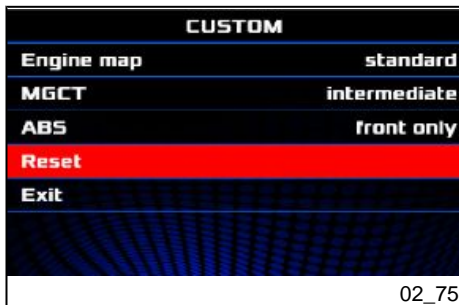 CUSTOM
Engine map standard
MGCT intermediate
ABS front only
Reset
Exit
02_75